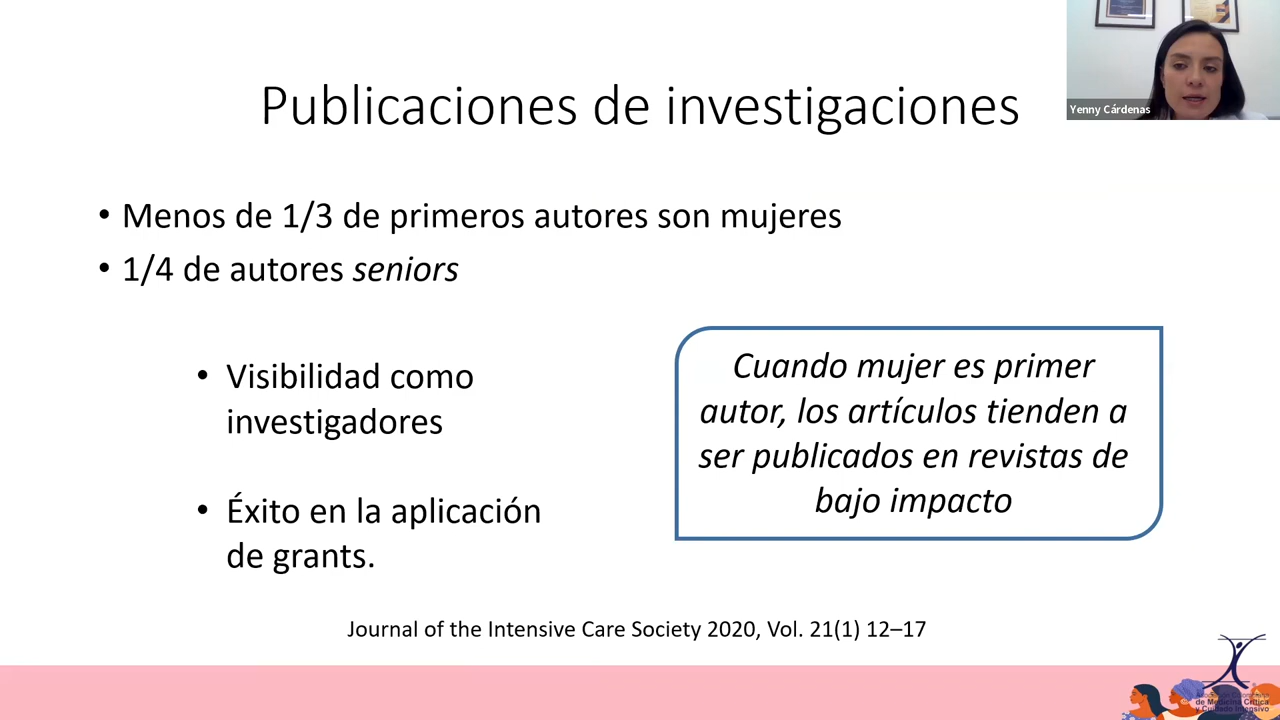 Yenny Cárdenas
Publicaciones de investigaciones
• Menos de 1/3 de primeros autores son mujeres
• 1/4 de autores seniors
• Visibilidad como
investigadores
• Éxito en la aplicación
de grants.
Cuando mujer es primer
autor, los artículos tienden a
ser publicados en revistas de
bajo impacto
Journal of the Intensive Care Society 2020, Vol. 21(1) 12–17
de Medicina Crítica
y Cuidado Intensivo